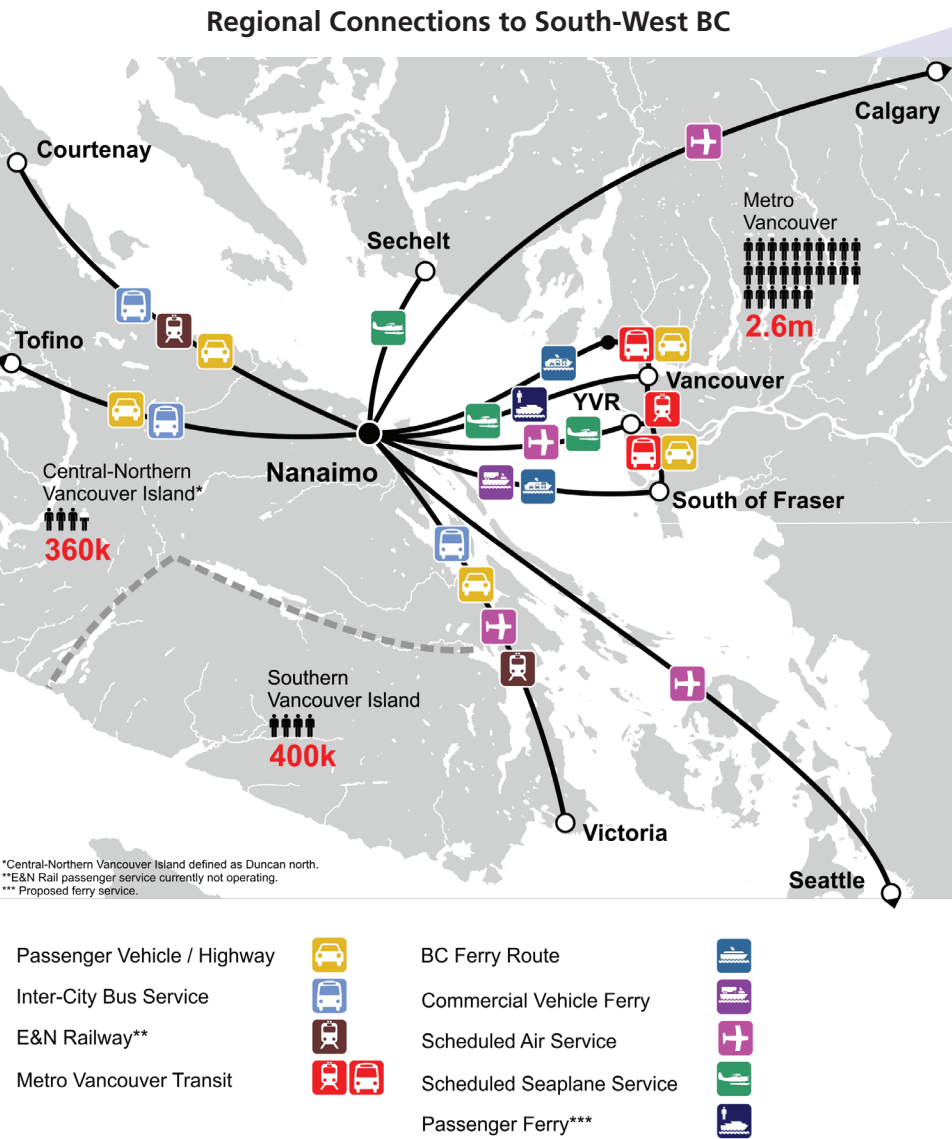 Regional Connections to South-West BC
Calgary
Courtenay
Metro
Vancouver
2.6m
Sechelt
Tofino
Vancouver
YVR
Nanaimo
Central-Northern
Vancouver Island*
360k
South of Fraser
Southern
Vancouver Island
400k
Victoria
*Central-Northern Vancouver Island defined as Duncan north.
**E&N Rail passenger service currently not operating.
*** Proposed ferry service.
Seattle
Passenger Vehicle / Highway
Inter-City Bus Service
E&N Railway**
Metro Vancouver Transit
BC Ferry Route
Commercial Vehicle Ferry
Scheduled Air Service
Scheduled Seaplane Service
Passenger Ferry***